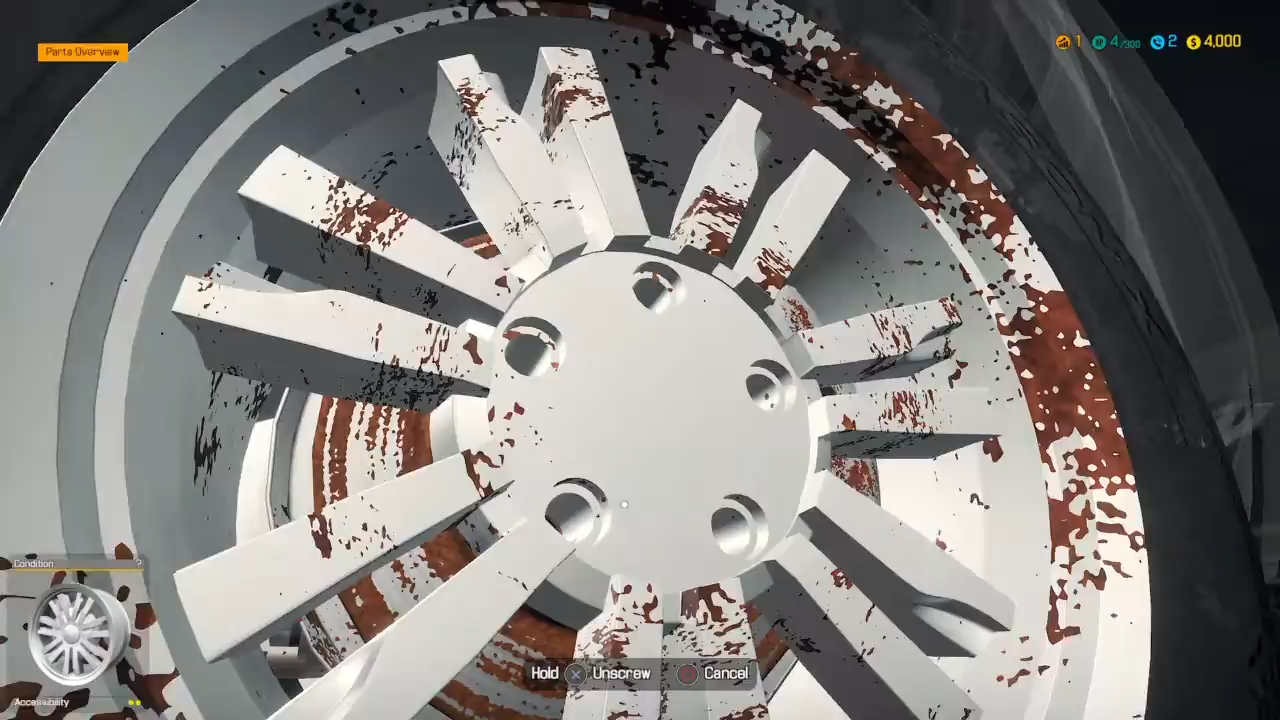 Parts Overview
1 4/300 2 4,000
Condition ?
Hold Unscrew Cancel
Accessibility